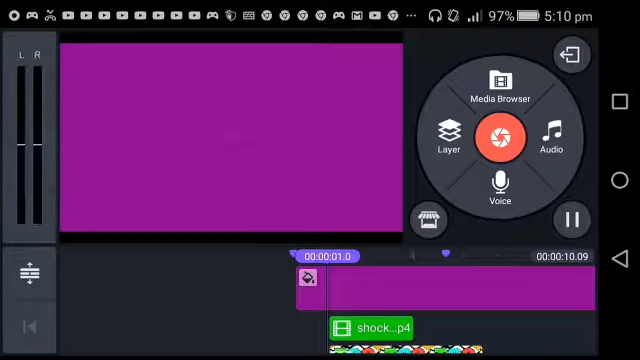 97% 5:10 pm
L R
Media Browser
Layer
Audio
Voice
00:00:01.0
00:00:10.09
shock...p4